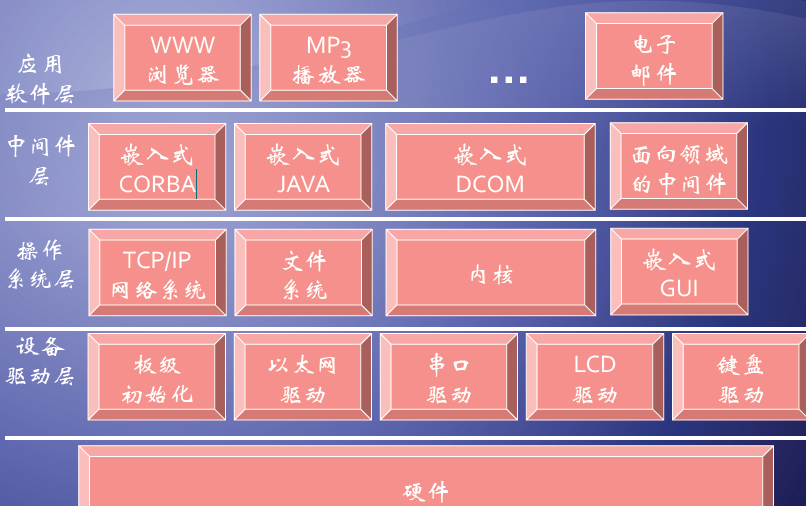 应用
软件层
WWW
浏览器
MP3
播放器
...
电子
邮件
中间件
层
嵌入式
CORBA
嵌入式
JAVA
嵌入式
DCOM
面向领域
的中间件
操作
系统层
TCP/IP
网络系统
文件
系统
内核
嵌入式
GUI
设备
驱动层
板级
初始化
以太网
驱动
串口
驱动
LCD
驱动
键盘
驱动
硬件